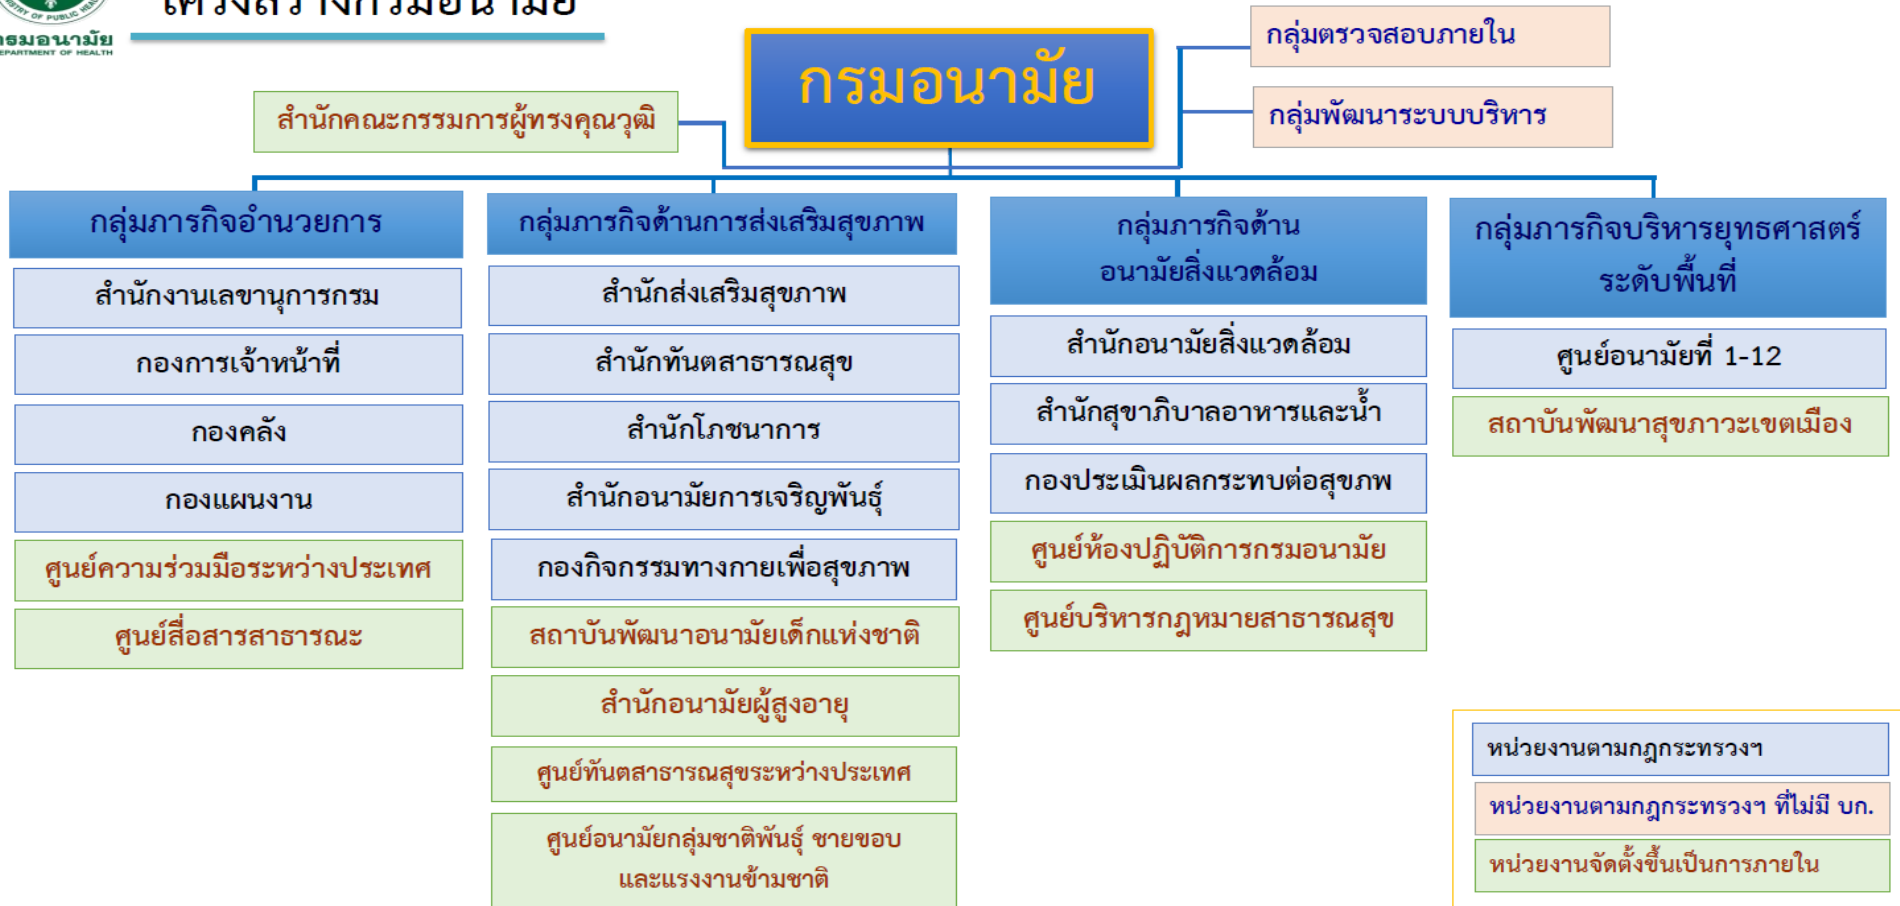 โครงสร้างกรมอนามัย
กรมอนามัย
DEPARTMENT OF HEALTH
กรมอนามัย
กลุ่มตรวจสอบภายใน
กลุ่มพัฒนาระบบบริหาร
สำนักคณะกรรมการผู้ทรงคุณวุฒิ
กลุ่มภารกิจอำนวยการ
สำนักงานเลขานุการกรม
กองการเจ้าหน้าที่
กองคลัง
กองแผนงาน
ศูนย์ความร่วมมือระหว่างประเทศ
ศูนย์สื่อสารสาธารณะ
กลุ่มภารกิจด้านการส่งเสริมสุขภาพ
สำนักส่งเสริมสุขภาพ
สำนักทันตสาธารณสุข
สำนักโภชนาการ
สำนักอนามัยการเจริญพันธุ์
กองกิจกรรมทางกายเพื่อสุขภาพ
สถาบันพัฒนาอนามัยเด็กแห่งชาติ
สำนักอนามัยผู้สูงอายุ
ศูนย์ทันตสาธารณสุขระหว่างประเทศ
ศูนย์อนามัยกลุ่มชาติพันธุ์ ชายขอบ
และแรงงานข้ามชาติ
กลุ่มภารกิจด้าน
อนามัยสิ่งแวดล้อม
สำนักอนามัยสิ่งแวดล้อม
สำนักสุขาภิบาลอาหารและน้ำ
กองประเมินผลกระทบต่อสุขภพ
ศูนย์ห้องปฏิบัติการกรมอนามัย
ศูนย์บริหารกฎหมายสาธารณสุข
กลุ่มภารกิจบริหารยุทธศาสตร์
ระดับพื้นที่
ศูนย์อนามัยที่ 1-12
สถาบันพัฒนาสุขภาวะเขตเมือง
หน่วยงานตามกฎกระทรวงฯ
หน่วยงานตามกฎกระทรวงฯ ที่ไม่มี บก.
หน่วยงานจัดตั้งขึ้นเป็นการภายใน